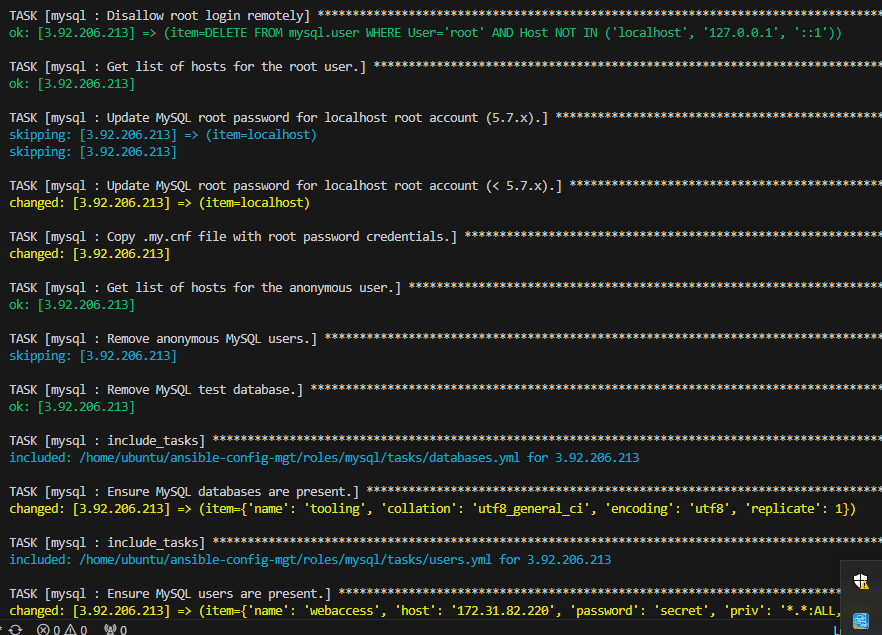 TASK [mysql : Disallow root login remotely] *********************************************************************************
ok: [3.92.206.213] => (item=DELETE FROM mysql.user WHERE User='root' AND Host NOT IN ('localhost', '127.0.0.1', '::1'))
TASK [mysql : Get list of hosts for the root user.] *************************************************************************
ok: [3.92.206.213]
TASK [mysql : Update MySQL root password for localhost root account (5.7.x).] ***********************************************
skipping: [3.92.206.213] => (item=localhost)
skipping: [3.92.206.213]
TASK [mysql : Update MySQL root password for localhost root account (< 5.7.x).] *********************************************
changed: [3.92.206.213] => (item=localhost)
TASK [mysql : Copy .my.cnf file with root password credentials.] ************************************************************
changed: [3.92.206.213]
TASK [mysql : Get list of hosts for the anonymous user.] ********************************************************************
ok: [3.92.206.213]
TASK [mysql : Remove anonymous MySQL users.] ********************************************************************************
skipping: [3.92.206.213]
TASK [mysql : Remove MySQL test database.] **********************************************************************************
ok: [3.92.206.213]
TASK [mysql : include_tasks] ************************************************************************************************
included: /home/ubuntu/ansible-config-mgt/roles/mysql/tasks/databases.yml for 3.92.206.213
TASK [mysql : Ensure MySQL databases are present.] **************************************************************************
changed: [3.92.206.213] => (item={'name': 'tooling', 'collation': 'utf8_general_ci', 'encoding': 'utf8', 'replicate': 1})
TASK [mysql : include_tasks] ************************************************************************************************
included: /home/ubuntu/ansible-config-mgt/roles/mysql/tasks/users.yml for 3.92.206.213
TASK [mysql : Ensure MySQL users are present.] ************************************************************************
changed: [3.92.206.213] => (item={'name': 'webaccess', 'host': '172.31.82.220', 'password': 'secret', 'priv': '*.*:ALL,
0 0 0